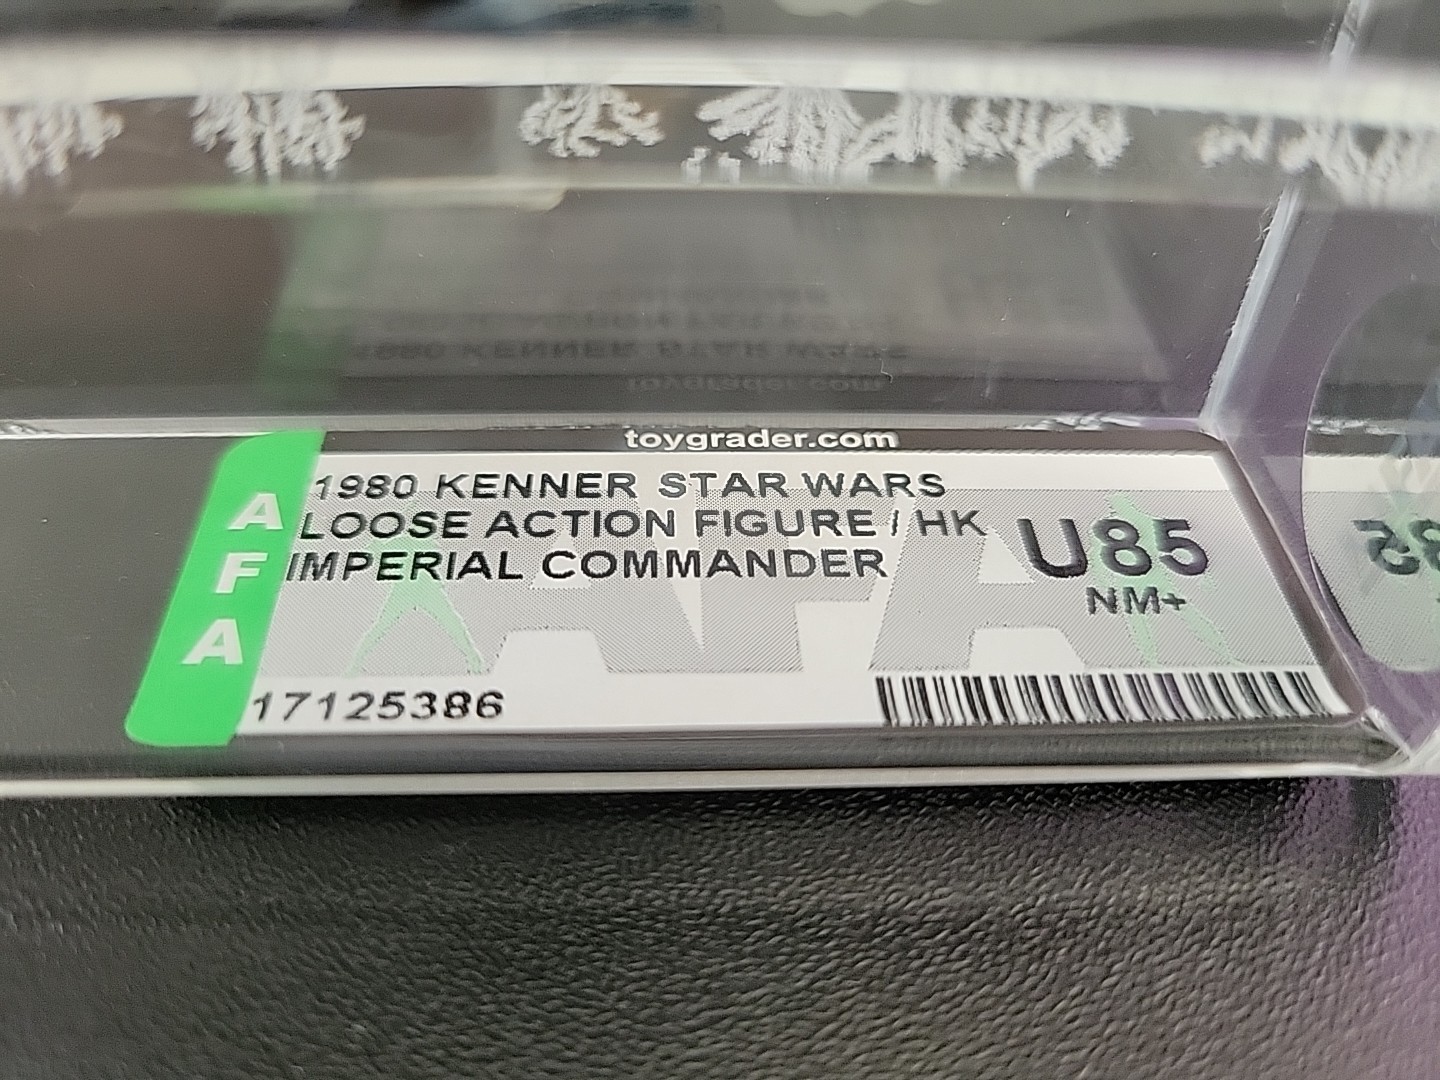 toygrader.com
AFA
1980 KENNER STAR WARS
LOOSE ACTION FIGURE / HK
IMPERIAL COMMANDER
U85
NM+
17125386